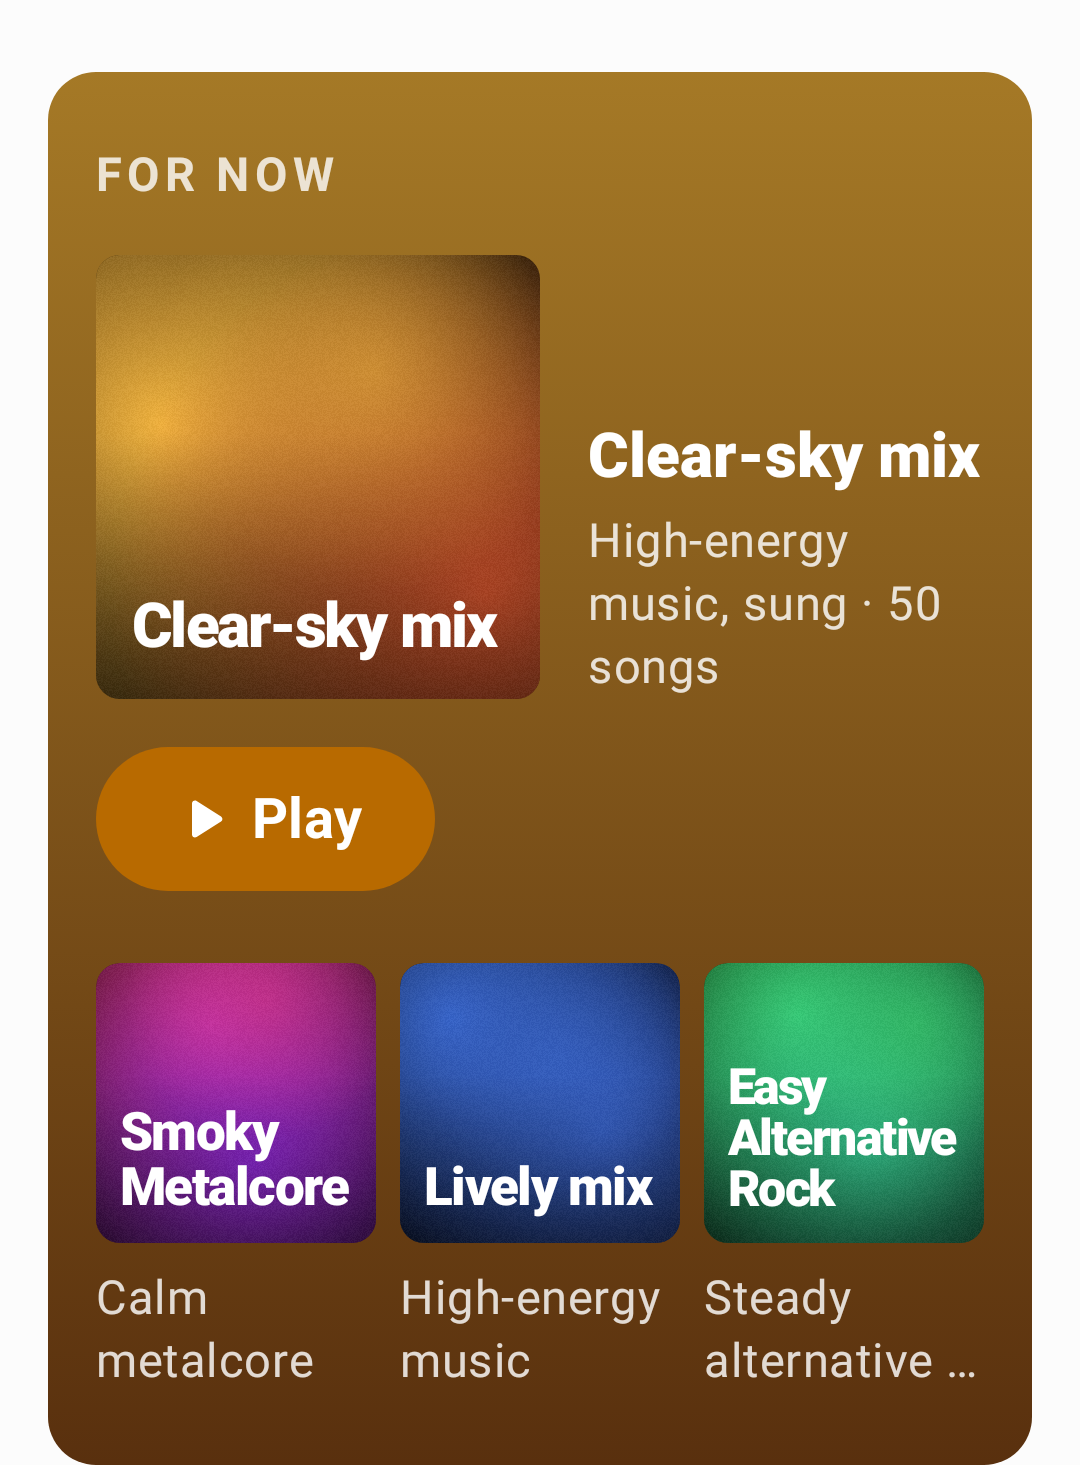 FOR NOW
Clear-sky mix
Clear-sky mix
High-energy
music, sung · 50
songs
Play
Smoky
Metalcore
Lively mix
Easy
Alternative
Rock
Calm
metalcore
High-energy
music
Steady
alternative ...